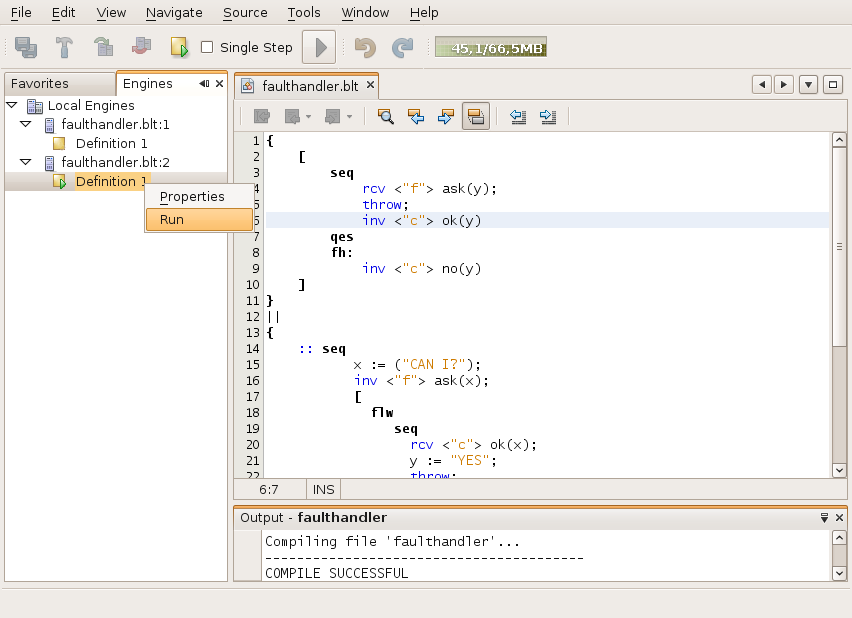 File Edit View Navigate Source Tools Window Help
Single Step 45,1/66,5MB
Favorites Engines
Local Engines
faulthandler.blt:1
Definition 1
faulthandler.blt:2
Definition 1
Properties
Run
faulthandler.blt
1 {
2 [
3 seq
4 rcv <"f"> ask(y);
5 throw;
6 inv <"c"> ok(y)
7 qes
8 fh:
9 inv <"c"> no(y)
10 ]
11 }
12 ||
13 {
14 :: seq
15 x := ("CAN I?");
16 inv <"f"> ask(x);
17 [
18 flw
19 seq
20 rcv <"c"> ok(x);
21 y := "YES";
22 throw;
6:7 INS
Output - faulthandler
Compiling file 'faulthandler'...
----------------------------------------
COMPILE SUCCESSFUL